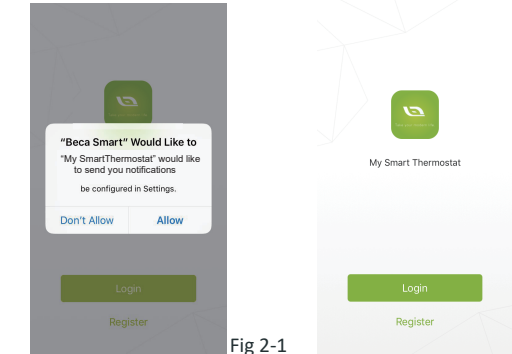 "Beca Smart" Would Like to
"My SmartThermostat" would like
to send you notifications
be configured in Settings.
Don't Allow
Allow
Login
Register
Fig 2-1
My Smart Thermostat
Login
Register